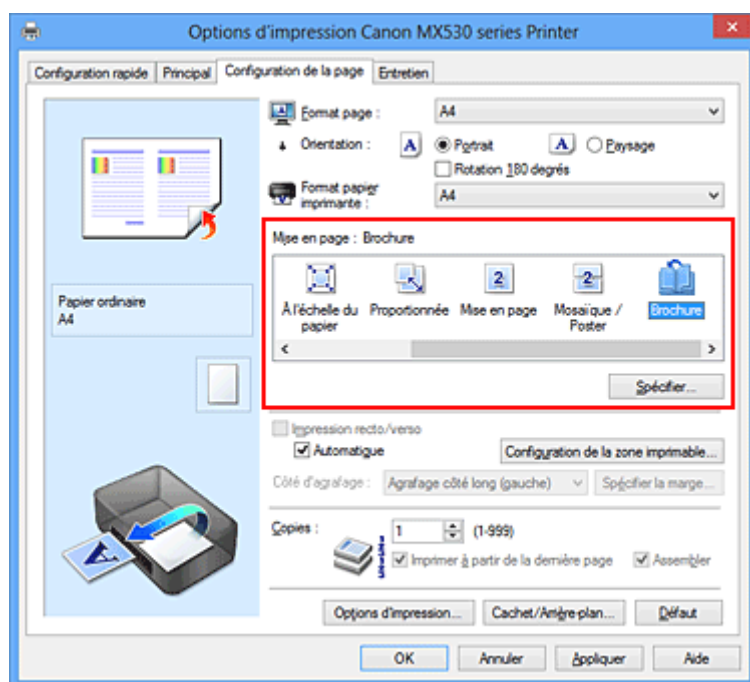 Options d'impression Canon MX530 series Printer
Configuration rapide
Principal
Configuration de la page
Entretien
Format page :
A4
Orientation :
A
Portrait
A
Paysage
Rotation 180 degrés
Format papier
imprimante :
A4
Mise en page : Brochure
À l'échelle du
papier
Proportionnée
Mise en page
Mosaïque /
Poster
Brochure
2
2
Spécifier...
Papier ordinaire
A4
Impression recto/verso
Automatique
Configuration de la zone imprimable...
Côté d'agrafage :
Agrafage côté long (gauche)
Spécifier la marge...
Copies :
1
(1-999)
Imprimer à partir de la dernière page
Assembler
A
Options d'impression...
Cachet/Arrière-plan...
Défaut
OK
Annuler
Appliquer
Aide